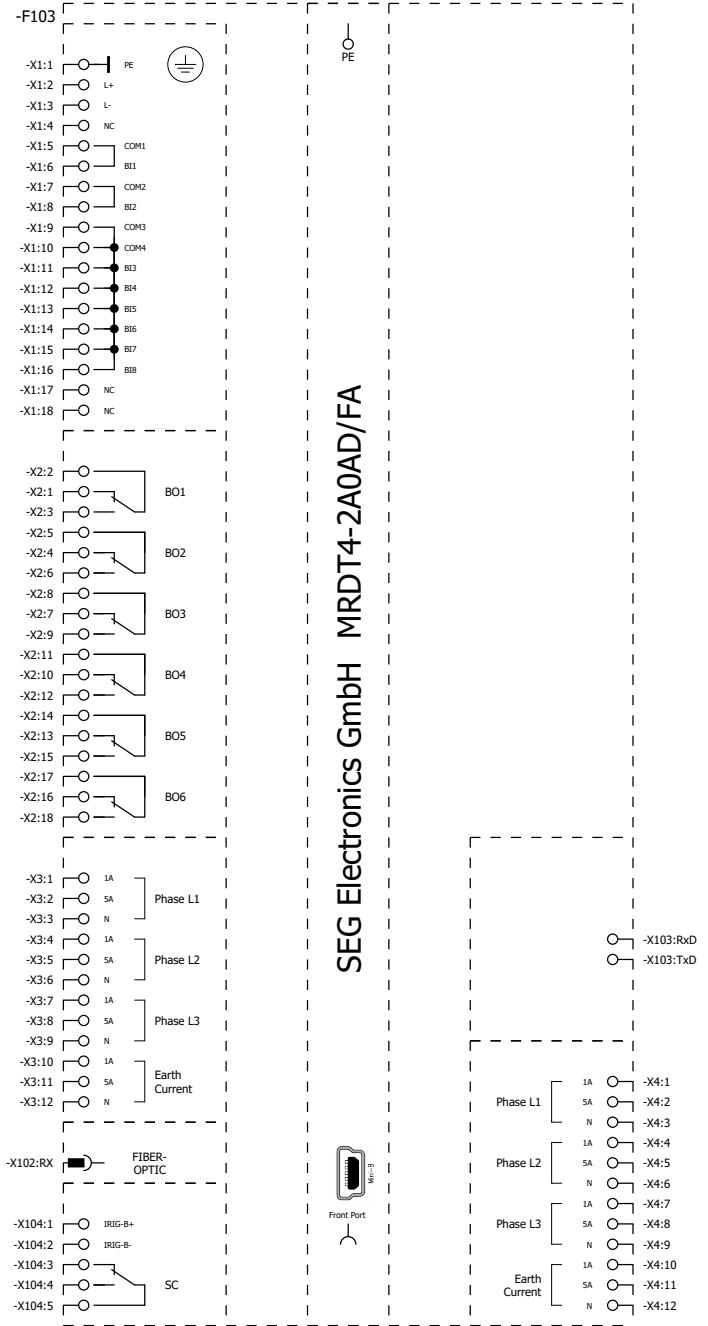 -F103
PE
-X1:1 PE
-X1:2 L+
-X1:3 L-
-X1:4 NC
-X1:5 COM1
-X1:6 BI1
-X1:7 COM2
-X1:8 BI2
-X1:9 COM3
-X1:10 COM4
-X1:11 BI3
-X1:12 BI4
-X1:13 BI5
-X1:14 BI6
-X1:15 BI7
-X1:16 BI8
-X1:17 NC
-X1:18 NC
-X2:2
-X2:1 BO1
-X2:3
-X2:5
-X2:4 BO2
-X2:6
-X2:8
-X2:7 BO3
-X2:9
-X2:11
-X2:10 BO4
-X2:12
-X2:14
-X2:13 BO5
-X2:15
-X2:17
-X2:16 BO6
-X2:18
-X3:1 1A
-X3:2 5A Phase L1
-X3:3 N
-X3:4 1A
-X3:5 5A Phase L2
-X3:6 N
-X3:7 1A
-X3:8 5A Phase L3
-X3:9 N
-X3:10 1A
-X3:11 5A Earth
Current
-X3:12 N
-X102:RX FIBER-
OPTIC
-X104:1 IRIG-B+
-X104:2 IRIG-B-
-X104:3
-X104:4 SC
-X104:5
SEG Electronics GmbH MRDT4-2A0AD/FA
Mini-B
Front Port
-X103:RxD
-X103:TxD
1A -X4:1
Phase L1 5A -X4:2
N -X4:3
1A -X4:4
Phase L2 5A -X4:5
N -X4:6
1A -X4:7
Phase L3 5A -X4:8
N -X4:9
1A -X4:10
Earth
Current 5A -X4:11
N -X4:12